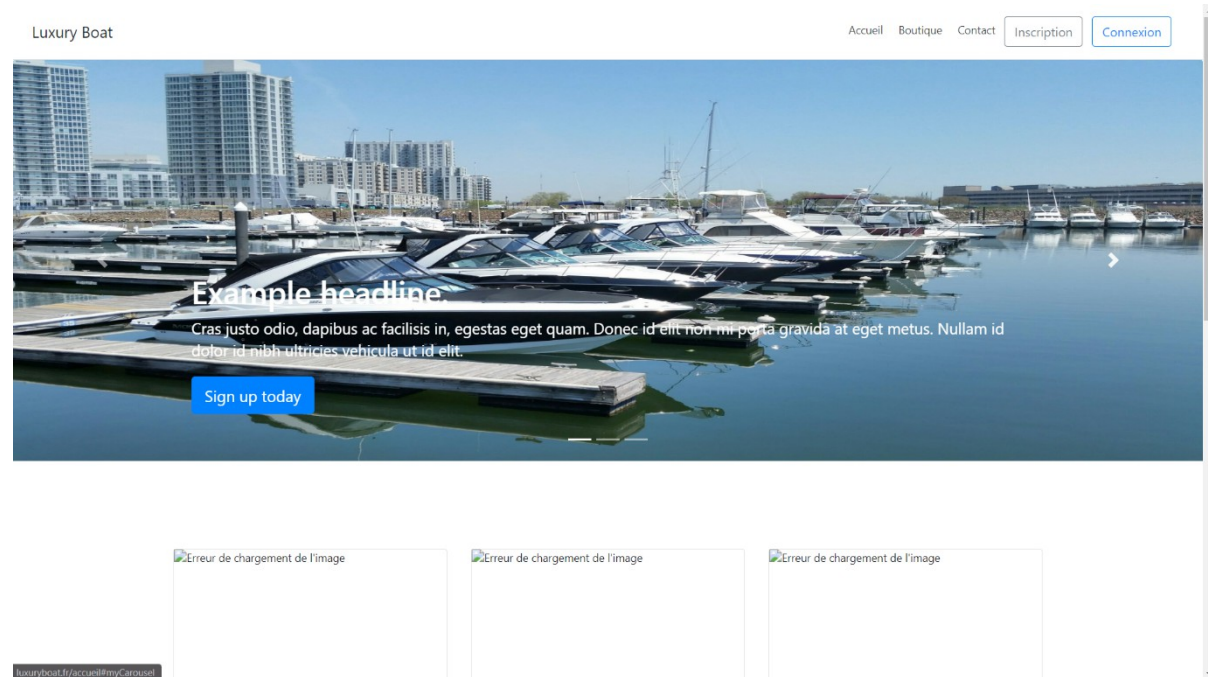 Luxury Boat
Accueil Boutique Contact Inscription Connexion
Example headline.
Cras justo odio, dapibus ac facilisis in, egestas eget quam. Donec id elit non mi porta gravida at eget metus. Nullam id
dolor id nibh ultricies vehicula ut id elit.
Sign up today
Erreur de chargement de l'image
Erreur de chargement de l'image
Erreur de chargement de l'image
luxuryboat.fr/accueil#myCarousel